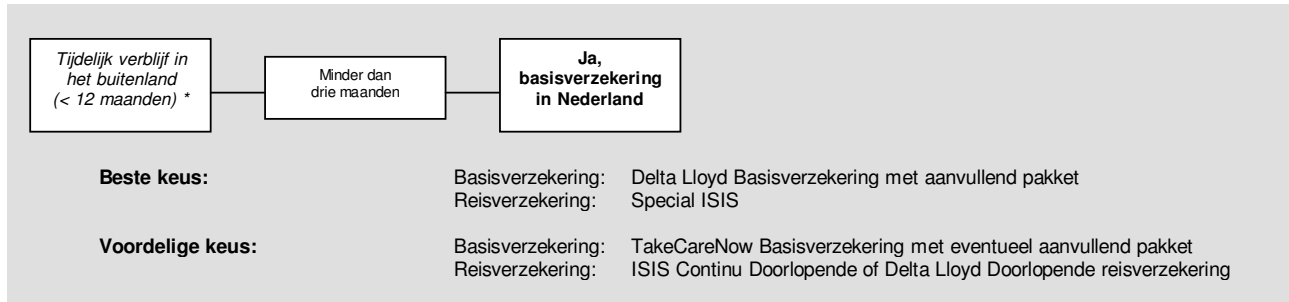 Tijdelijk verblijf in
het buitenland
(< 12 maanden) *
Minder dan
drie maanden
Ja,
basisverzekering
in Nederland
Beste keus: Basisverzekering: Delta Lloyd Basisverzekering met aanvullend pakket
Reisverzekering: Special ISIS
Voordelige keus: Basisverzekering: TakeCareNow Basisverzekering met eventueel aanvullend pakket
Reisverzekering: ISIS Continu Doorlopende of Delta Lloyd Doorlopende reisverzekering